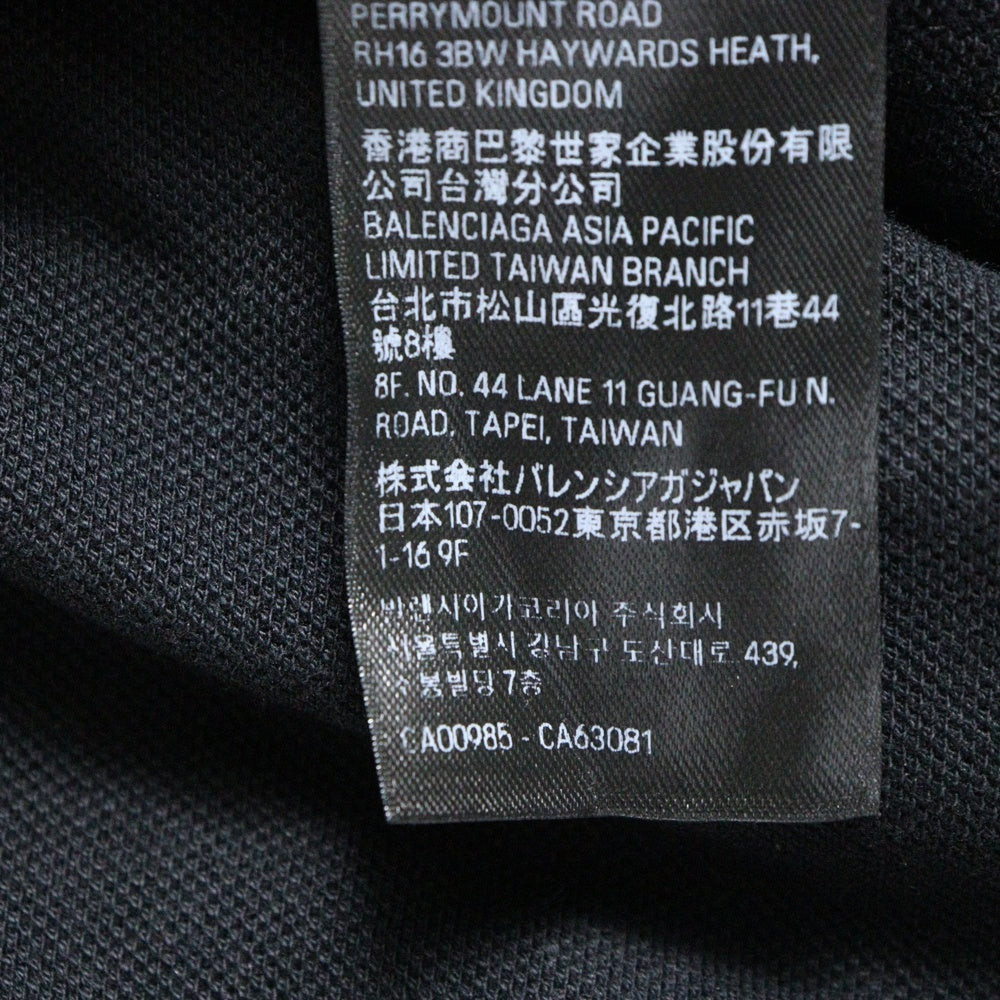 PERRYMOUNT ROAD
RH16 3BW HAYWARDS HEATH,
UNITED KINGDOM
香港商巴黎世家企業股份有限
公司台灣分公司
BALENCIAGA ASIA PACIFIC
LIMITED TAIWAN BRANCH
台北市松山區光復北路11巷44
號8樓
8F. NO. 44 LANE 11 GUANG-FU N.
ROAD, TAPEI, TAIWAN
株式会社バレンシアガジャパン
日本107-0052東京都港区赤坂7-
1-16 9F
바렌시아가코리아 주식회사
서울특별시 강남구 도산대로 439,
7층
CA00985 - CA63081